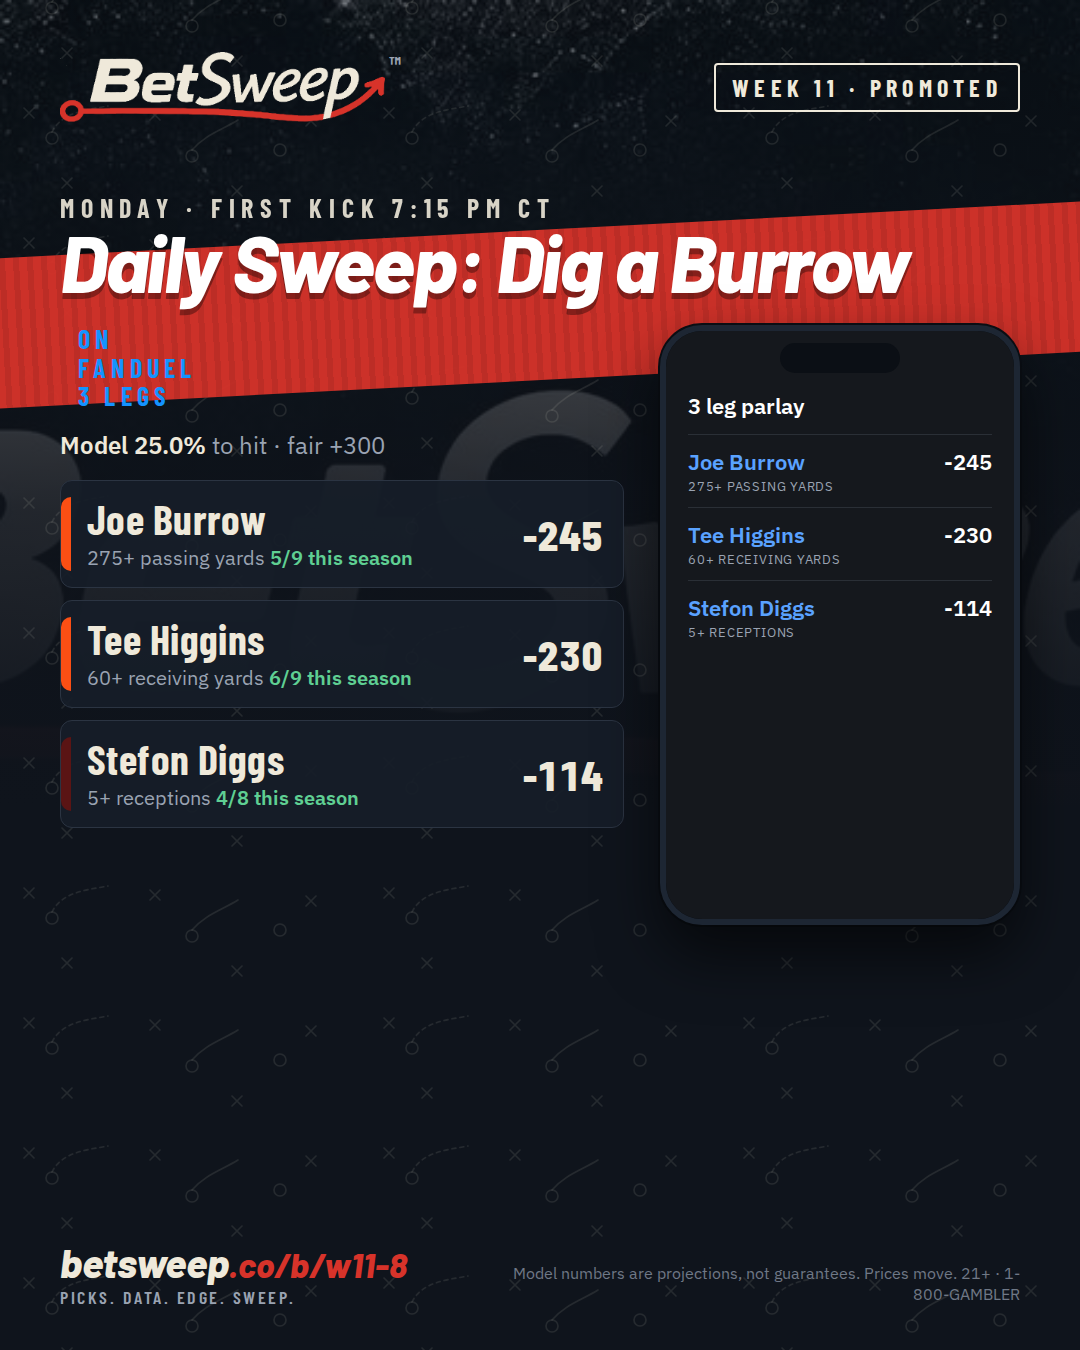 BetSweep™
WEEK 11 · PROMOTED
MONDAY · FIRST KICK 7:15 PM CT
Daily Sweep: Dig a Burrow
ON
FANDUEL
3 LEGS
Model 25.0% to hit · fair +300
Joe Burrow
275+ passing yards 5/9 this season
-245
Tee Higgins
60+ receiving yards 6/9 this season
-230
Stefon Diggs
5+ receptions 4/8 this season
-114
3 leg parlay
Joe Burrow -245
275+ PASSING YARDS
Tee Higgins -230
60+ RECEIVING YARDS
Stefon Diggs -114
5+ RECEPTIONS
betsweep.co/b/w11-8
PICKS. DATA. EDGE. SWEEP.
Model numbers are projections, not guarantees. Prices move. 21+ · 1-
800-GAMBLER